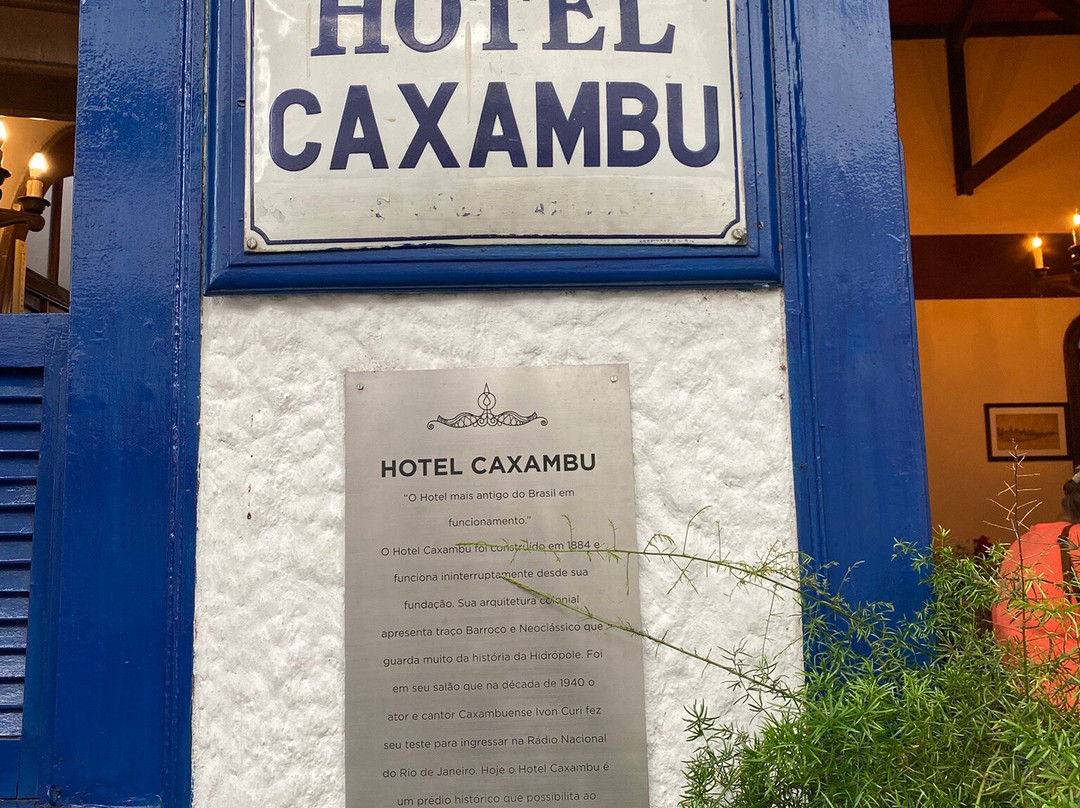 HOTEL
CAXAMBU
HOTEL CAXAMBU
“O Hotel mais antigo do Brasil em
funcionamento.”
O Hotel Caxambu foi construído em 1884 e
funciona ininterruptamente desde sua
fundação. Sua arquitetura colonial
apresenta traço Barroco e Neoclássico que
guarda muito da história da Hidrópole. Foi
em seu salão que na década de 1940 o
ator e cantor Caxambuense Ivon Curi fez
seu teste para ingressar na Rádio Nacional
do Rio de Janeiro. Hoje o Hotel Caxambu é
um prédio histórico que possibilita ao